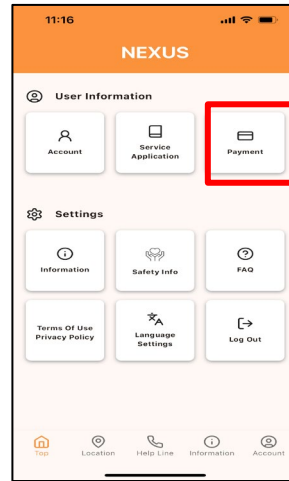 11:16
NEXUS
User Information
Account
Service
Application
Payment
Settings
Information
Safety Info
FAQ
Terms Of Use
Privacy Policy
Language
Settings
Log Out
Top
Location
Help Line
Information
Account